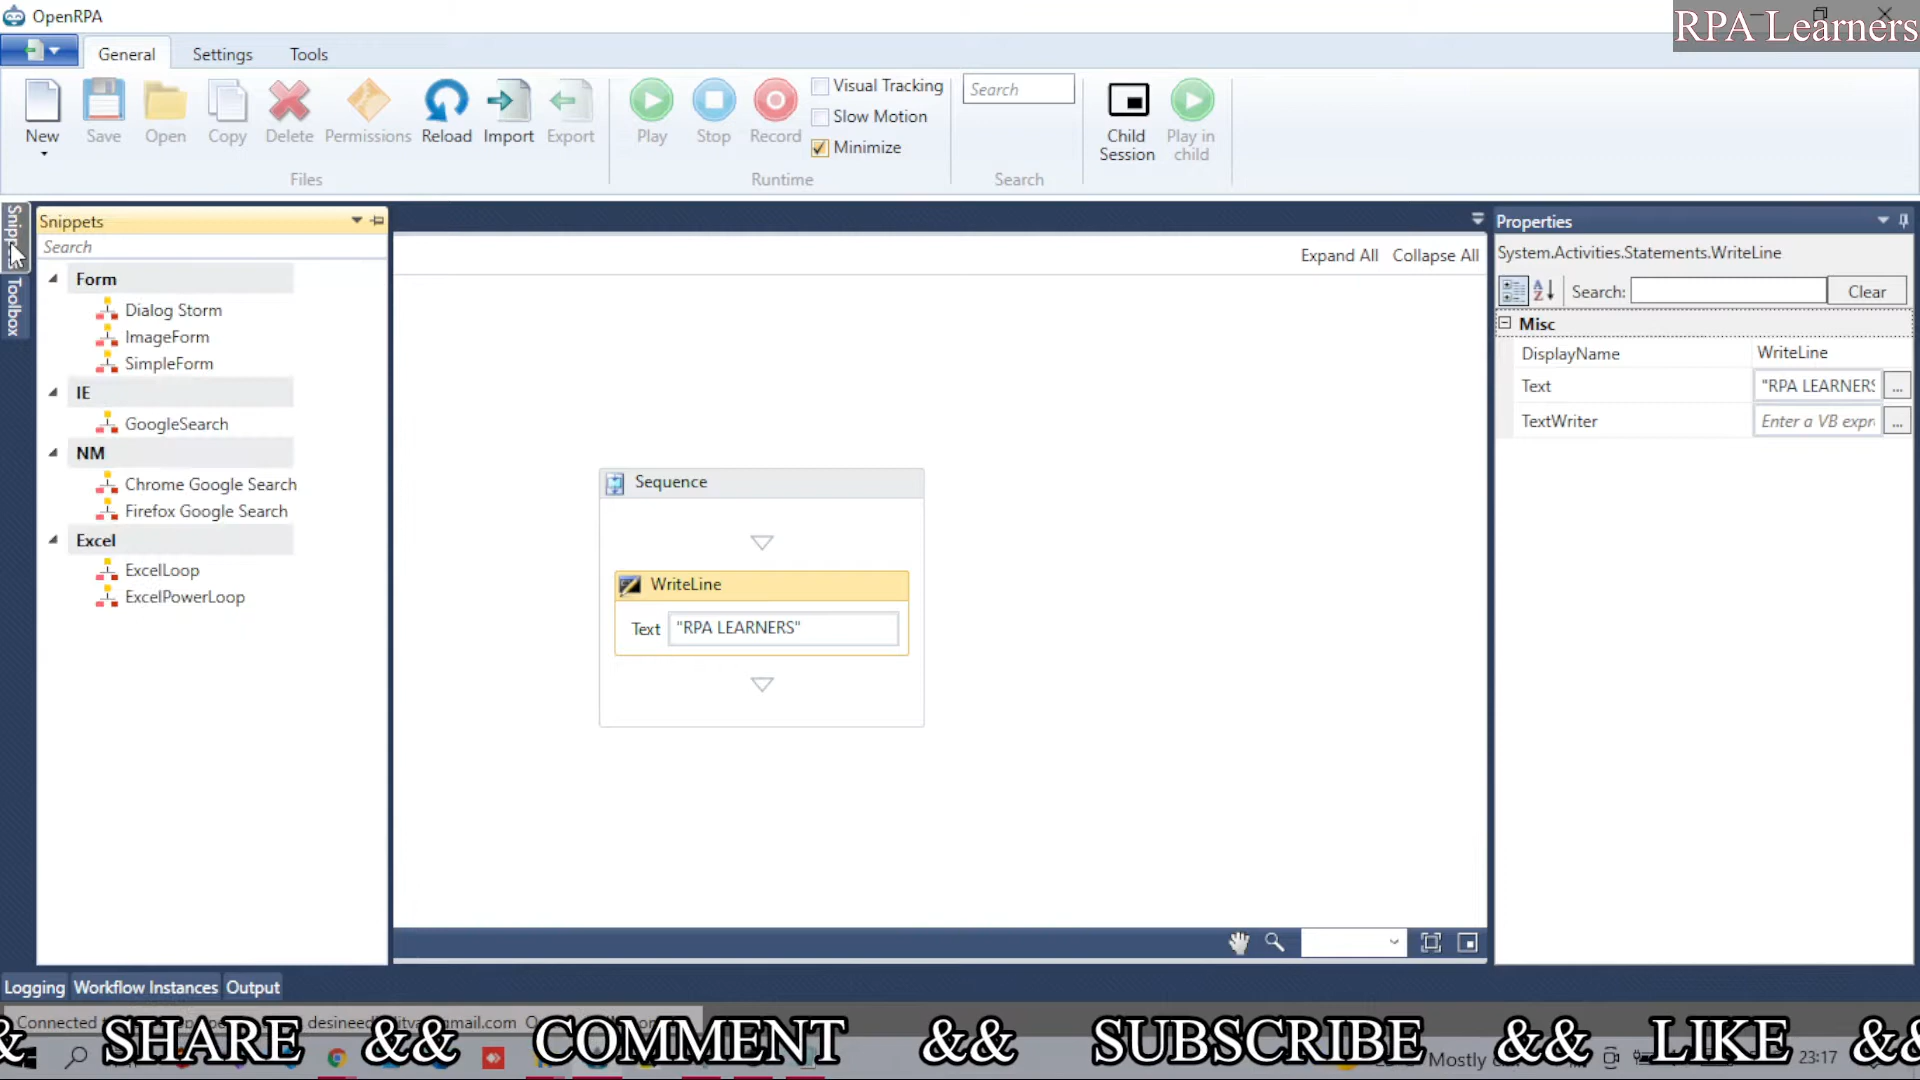 OpenRPA
RPA Learners
General Settings Tools
New Save Open Copy Delete Permissions Reload Import Export
Files
Play Stop Record
Visual Tracking
Slow Motion
Minimize
Runtime
Search
Search
Child Session
Play in child
Snippets
Toolbox
Snippets
Search
Form
Dialog Storm
ImageForm
SimpleForm
IE
GoogleSearch
NM
Chrome Google Search
Firefox Google Search
Excel
ExcelLoop
ExcelPowerLoop
Expand All Collapse All
Sequence
WriteLine
Text "RPA LEARNERS"
Properties
System.Activities.Statements.WriteLine
Search: Clear
Misc
DisplayName WriteLine
Text "RPA LEARNERS ...
TextWriter Enter a VB expr ...
Logging Workflow Instances Output
Connected
& SHARE && COMMENT && SUBSCRIBE && LIKE &&
Mostly
23:17